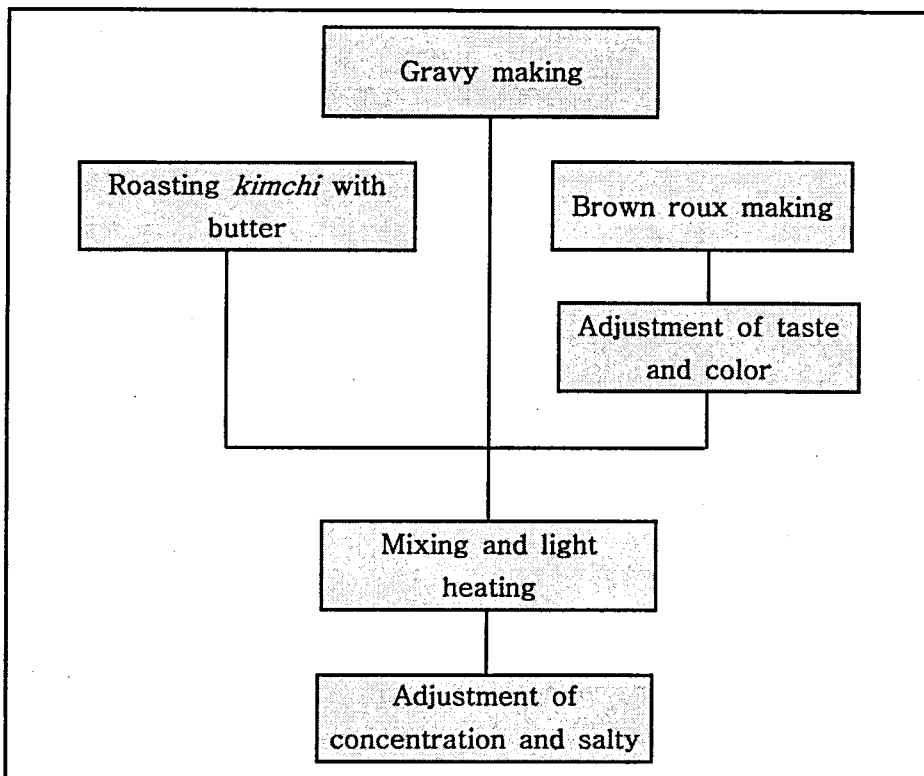 Gravy making
Roasting kimchi with
butter
Brown roux making
Adjustment of taste
and color
Mixing and light
heating
Adjustment of
concentration and salty